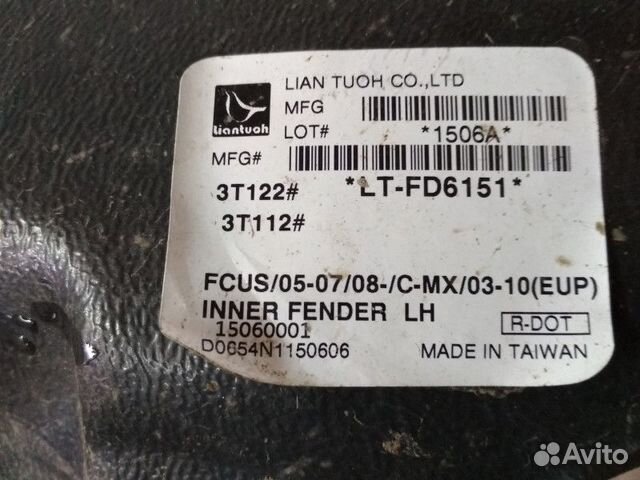 LIAN TUOH CO.,LTD
Liantuoh
MFG
LOT#
*1506A*
MFG#
*LT-FD6151*
3T122#
3T112#
FCUS/05-07/08-/C-MX/03-10(EUP)
INNER FENDER LH
15060001
R-DOT
D0654N1150606
MADE IN TAIWAN
Avito